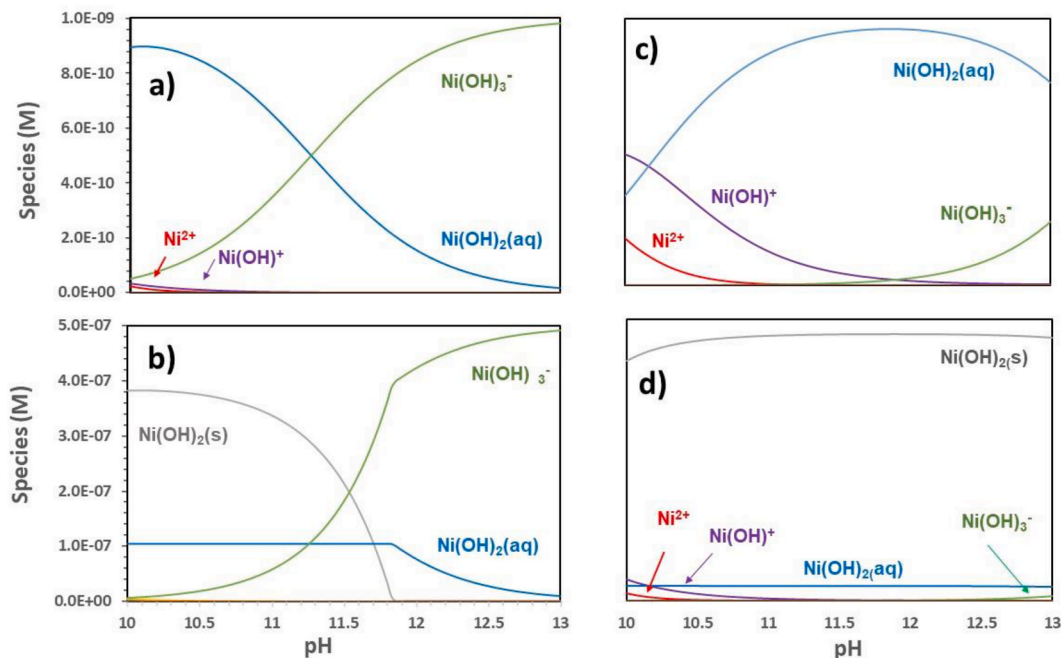 1.0E-09
8.0E-10
6.0E-10
4.0E-10
2.0E-10
0.0E+00
Species (M)
a)
Ni(OH)₃⁻
Ni²⁺
Ni(OH)⁺
Ni(OH)₂(aq)
c)
Ni(OH)₂(aq)
Ni(OH)⁺
Ni²⁺
Ni(OH)₃⁻
5.0E-07
4.0E-07
3.0E-07
2.0E-07
1.0E-07
0.0E+00
Species (M)
b)
Ni(OH) ₃⁻
Ni(OH)₂(s)
Ni(OH)₂(aq)
10 10.5 11 11.5 12 12.5 13
pH
d)
Ni(OH)₂(s)
Ni²⁺
Ni(OH)⁺
Ni(OH)₂(aq)
Ni(OH)₃⁻
10 10.5 11 11.5 12 12.5 13
pH